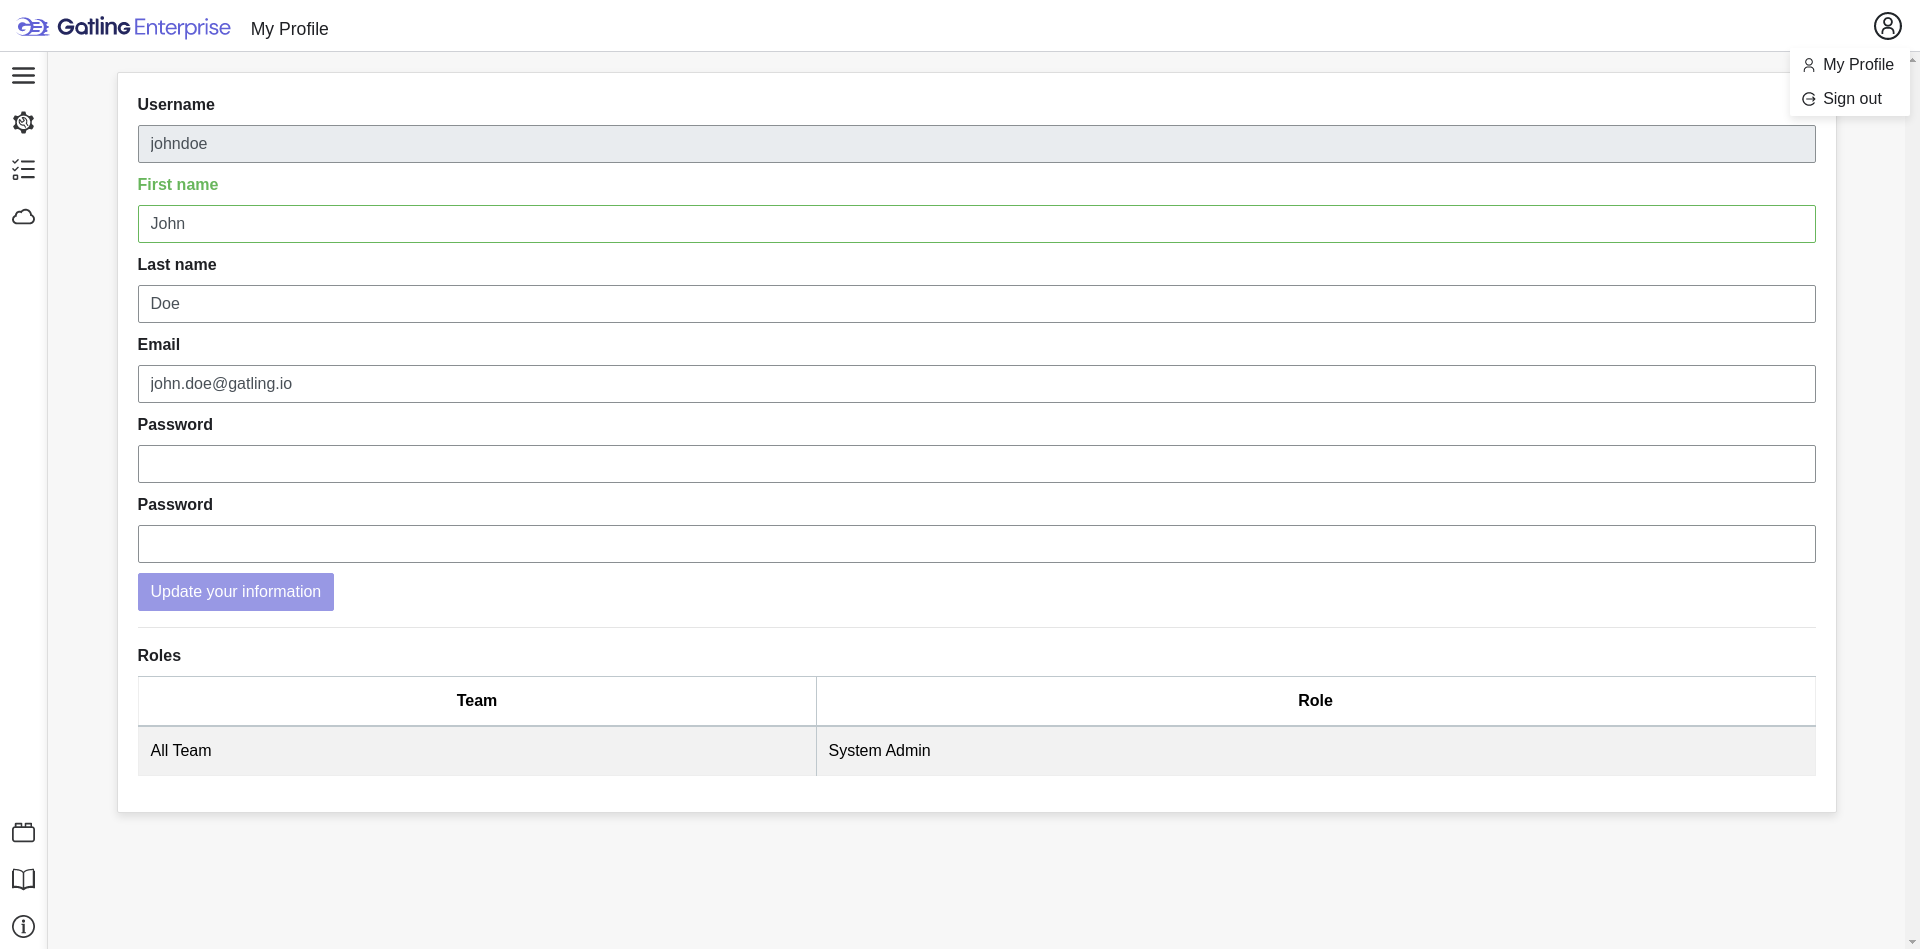 Gatling Enterprise My Profile
My Profile
Sign out
Username
johndoe
First name
John
Last name
Doe
Email
john.doe@gatling.io
Password
Password
Update your information
Roles
Team Role
All Team System Admin